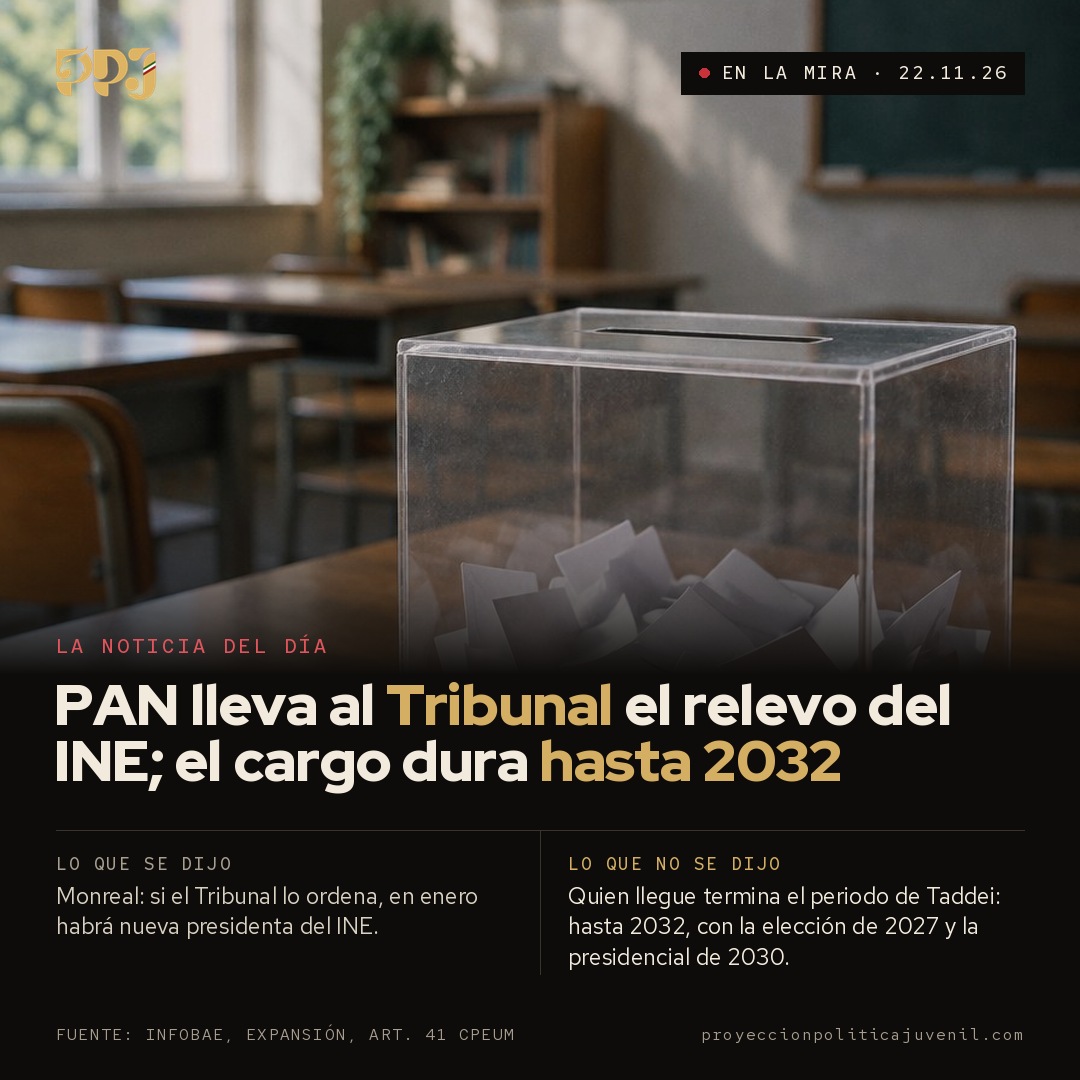 PPJ
EN LA MIRA · 22.11.26
LA NOTICIA DEL DÍA
PAN lleva al Tribunal el relevo del
INE; el cargo dura hasta 2032
LO QUE SE DIJO
Monreal: si el Tribunal lo ordena, en enero
habrá nueva presidenta del INE.
LO QUE NO SE DIJO
Quien llegue termina el periodo de Taddei:
hasta 2032, con la elección de 2027 y la
presidencial de 2030.
FUENTE: INFOBAE, EXPANSIÓN, ART. 41 CPEUM
proyeccionpoliticajuvenil.com